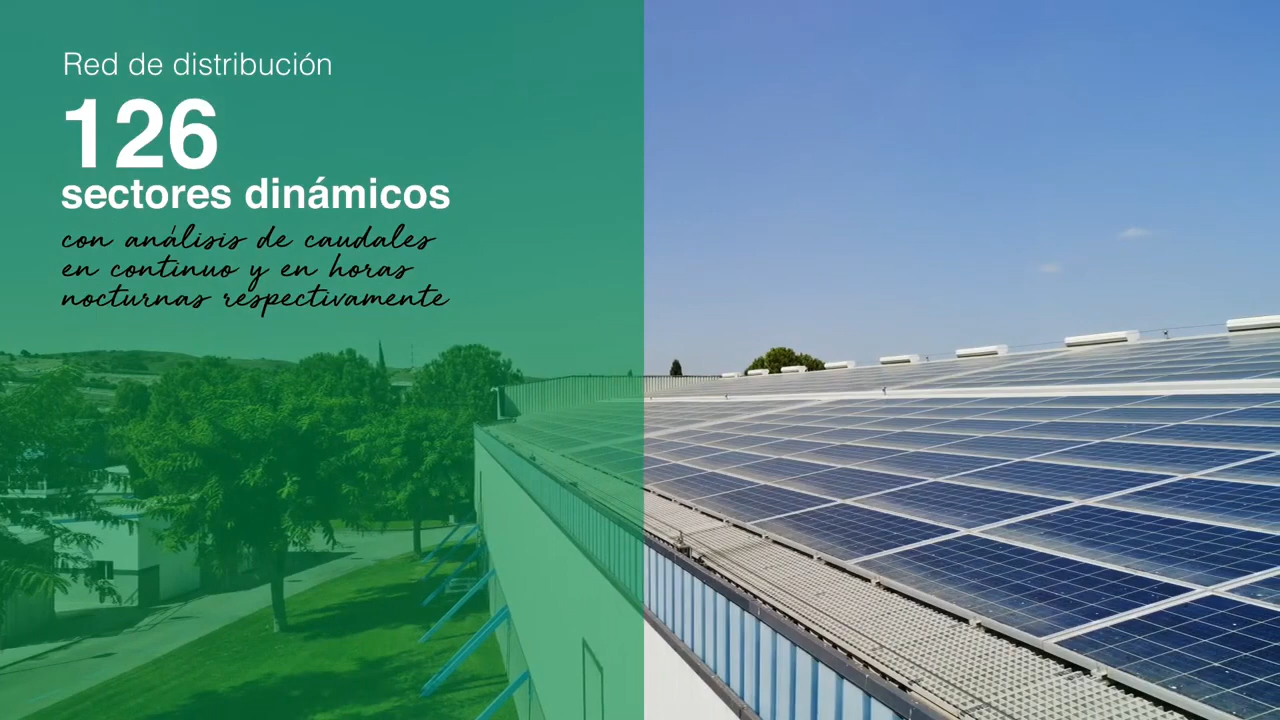 Red de distribución
126
sectores dinámicos
con análisis de caudales
en continuo y en horas
nocturnas respectivamente